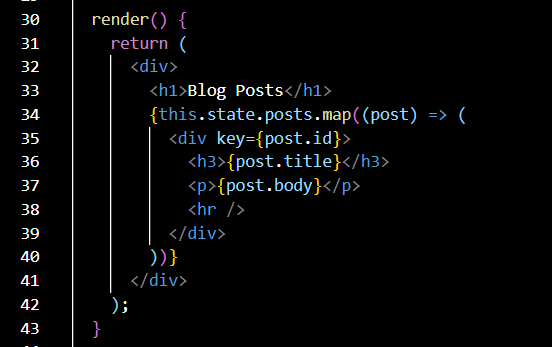 30 render() {
31 return (
32 <div>
33 <h1>Blog Posts</h1>
34 {this.state.posts.map((post) => (
35 <div key={post.id}>
36 <h3>{post.title}</h3>
37 <p>{post.body}</p>
38 <hr />
39 </div>
40 ))}
41 </div>
42 );
43 }